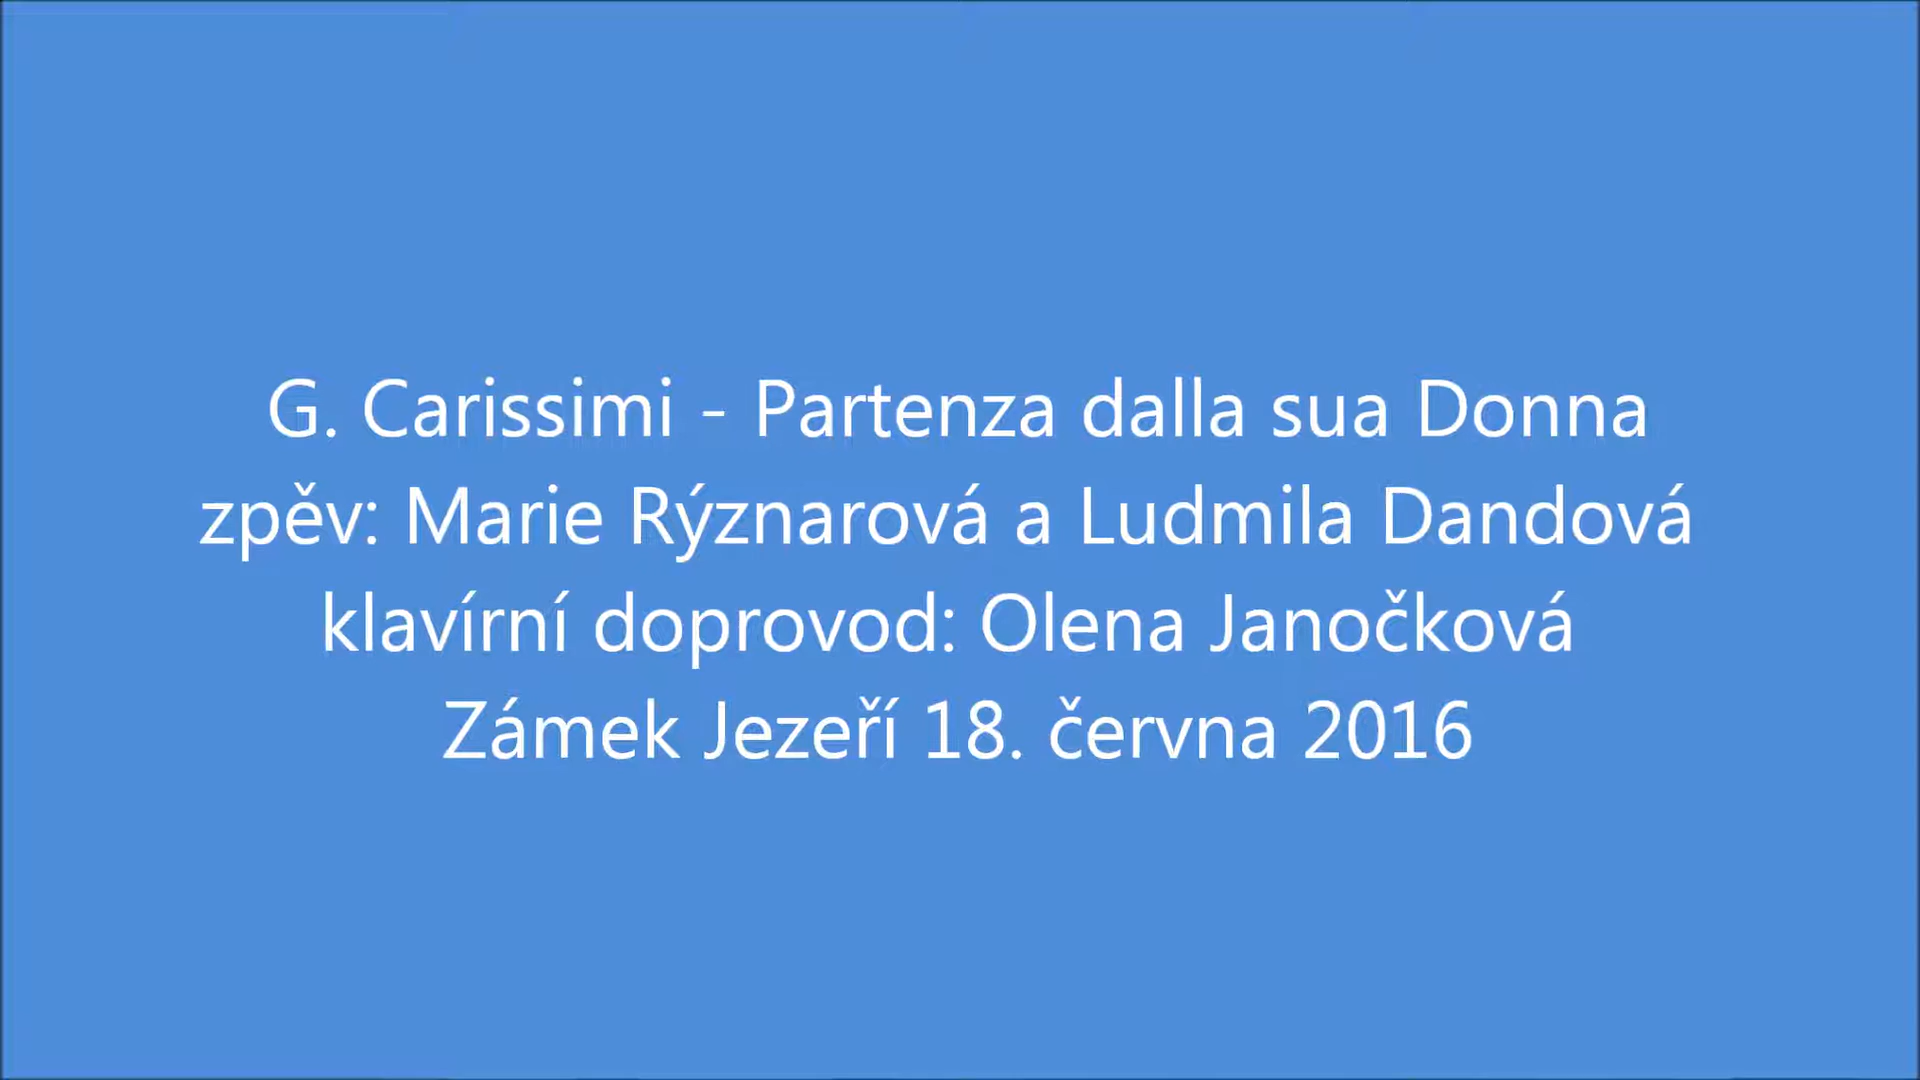 G. Carissimi - Partenza dalla sua Donna
zpěv: Marie Rýznarová a Ludmila Dandová
klavírní doprovod: Olena Janočková
Zámek Jezeří 18. června 2016